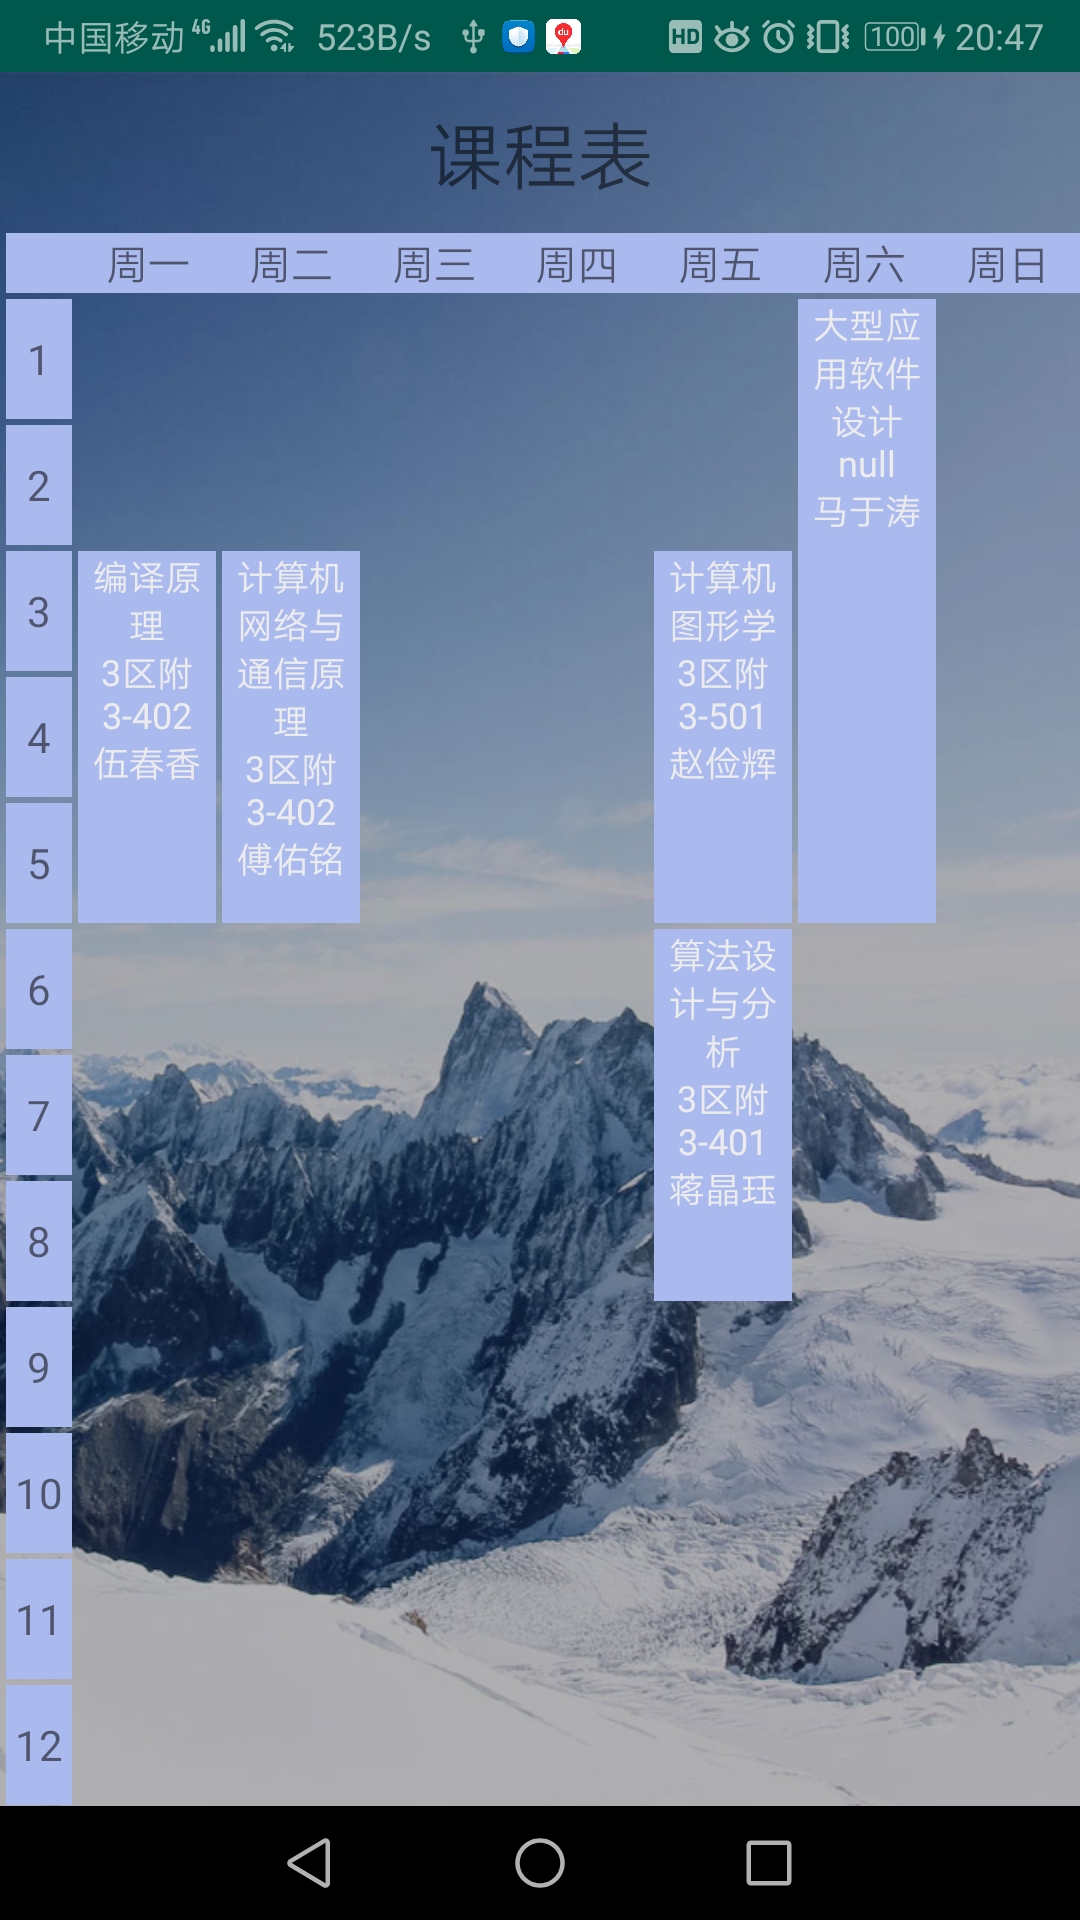 中国移动 4G 523B/s du HD 100 20:47
课程表
周一 周二 周三 周四 周五 周六 周日
1
2
3
4
5
6
7
8
9
10
11
12
编译原
理
3区附
3-402
伍春香
计算机
网络与
通信原
理
3区附
3-402
傅佑铭
计算机
图形学
3区附
3-501
赵俭辉
算法设
计与分
析
3区附
3-401
蒋晶珏
大型应
用软件
设计
null
马于涛